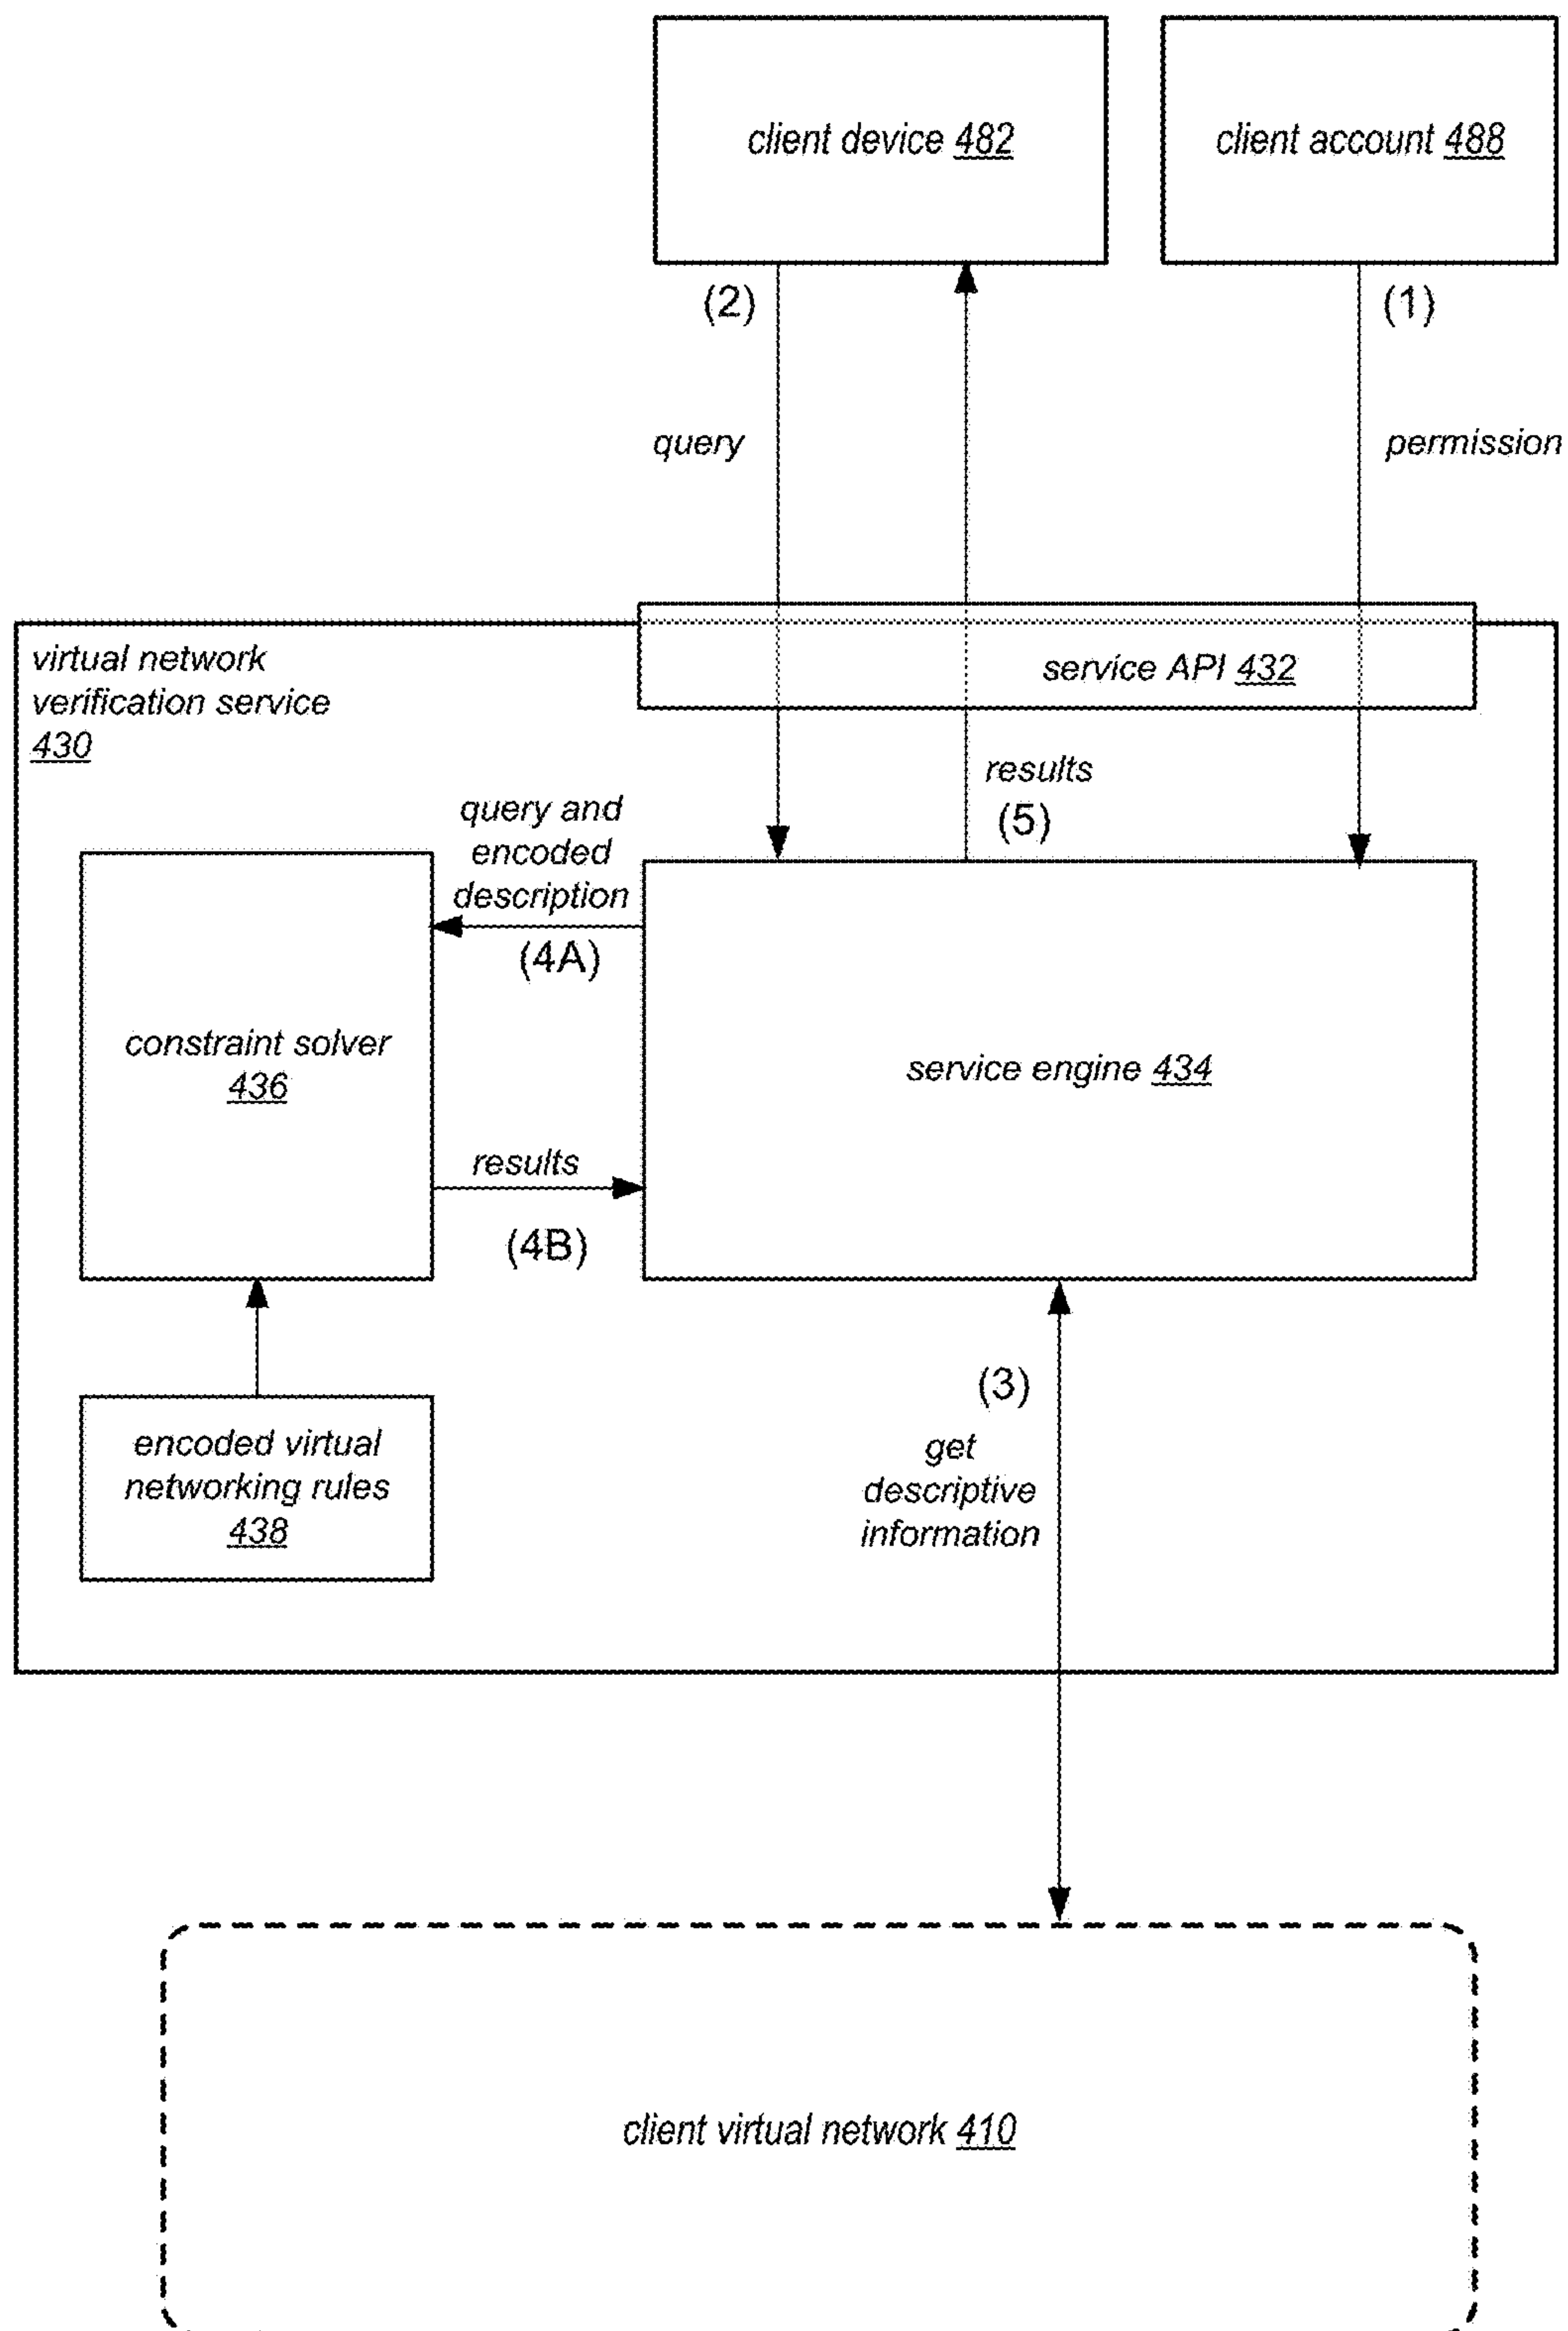 client device 482
client account 488
(2)
(1)
query
permission
virtual network
verification service
430
service API 432
results
(5)
query and
encoded
description
(4A)
constraint solver
436
service engine 434
results
(4B)
(3)
get
descriptive
information
encoded virtual
networking rules
438
client virtual network 410